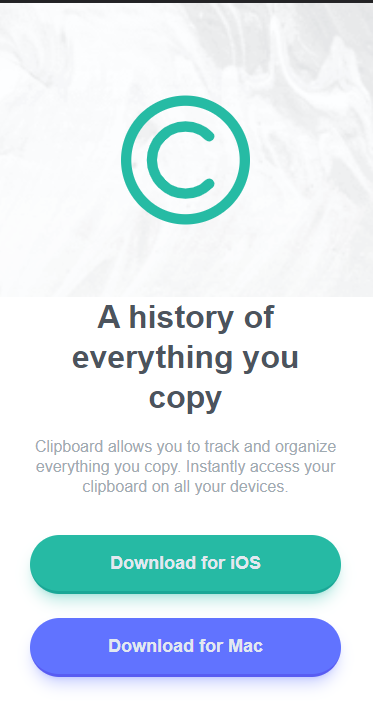 A history of
everything you
copy
Clipboard allows you to track and organize
everything you copy. Instantly access your
clipboard on all your devices.
Download for iOS
Download for Mac